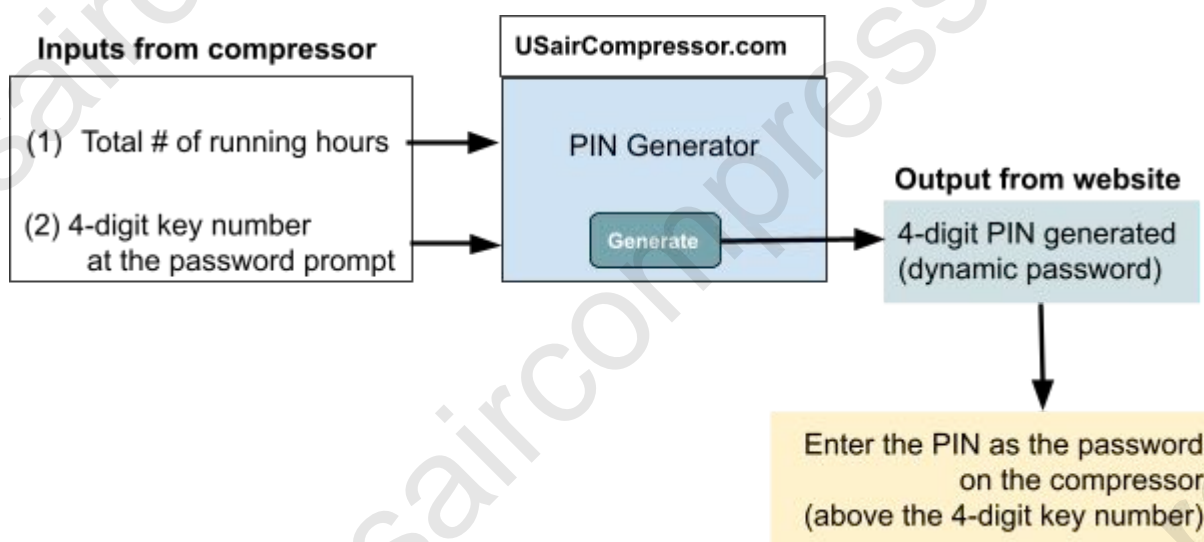 Inputs from compressor
(1) Total # of running hours
(2) 4-digit key number
at the password prompt
USairCompressor.com
PIN Generator
Generate
Output from website
4-digit PIN generated
(dynamic password)
Enter the PIN as the password
on the compressor
(above the 4-digit key number)